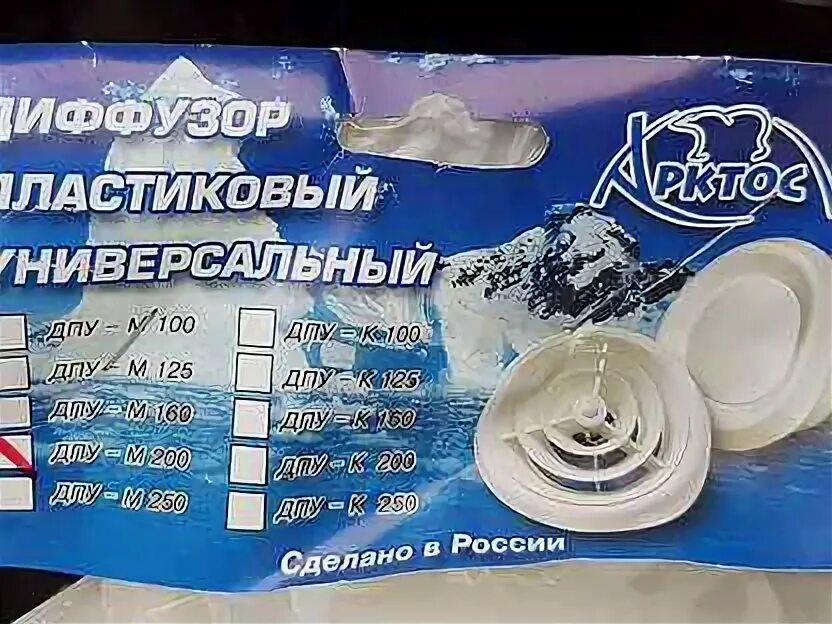 ДИФФУЗОР
ПЛАСТИКОВЫЙ
УНИВЕРСАЛЬНЫЙ
АРКТОС
ДПУ - М 100
ДПУ - М 125
ДПУ - М 160
ДПУ - М 200
ДПУ - М 250
ДПУ - К 100
ДПУ - К 125
ДПУ - К 160
ДПУ - К 200
ДПУ - К 250
Сделано в России